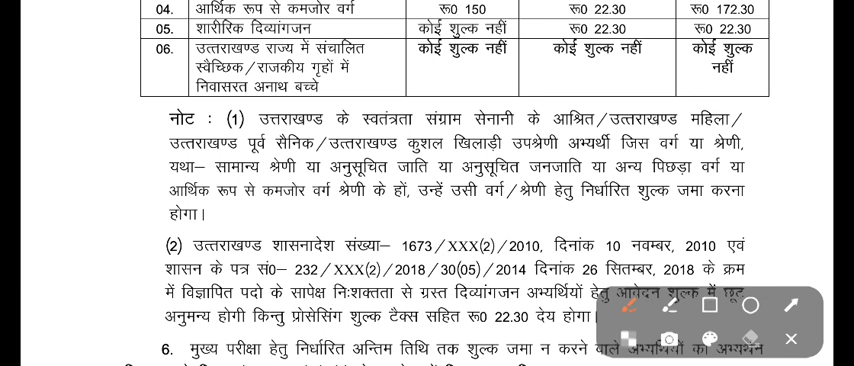 04. आर्थिक रूप से कमजोर वर्ग रू0 150 रू0 22.30 रू0 172.30
05. शारीरिक दिव्यांगजन कोई शुल्क नहीं रू0 22.30 रू0 22.30
06. उत्तराखण्ड राज्य में संचालित कोई शुल्क नहीं कोई शुल्क नहीं कोई शुल्क
स्वैच्छिक/राजकीय गृहों में नहीं
निवासरत अनाथ बच्चे
नोट : (1) उत्तराखण्ड के स्वतंत्रता संग्राम सेनानी के आश्रित/उत्तराखण्ड महिला/
उत्तराखण्ड पूर्व सैनिक/उत्तराखण्ड कुशल खिलाड़ी उपश्रेणी अभ्यर्थी जिस वर्ग या श्रेणी,
यथा– सामान्य श्रेणी या अनुसूचित जाति या अनुसूचित जनजाति या अन्य पिछड़ा वर्ग या
आर्थिक रूप से कमजोर वर्ग श्रेणी के हों, उन्हें उसी वर्ग/श्रेणी हेतु निर्धारित शुल्क जमा करना
होगा।
(2) उत्तराखण्ड शासनादेश संख्या– 1673/XXX(2)/2010, दिनांक 10 नवम्बर, 2010 एवं
शासन के पत्र सं0– 232/XXX(2)/2018/30(05)/2014 दिनांक 26 सितम्बर, 2018 के क्रम
में विज्ञापित पदो के सापेक्ष निःशक्तता से ग्रस्त दिव्यांगजन अभ्यर्थियों हेतु आवेदन शुल्क में छूट
अनुमन्य होगी किन्तु प्रोसेसिंग शुल्क टैक्स सहित रू0 22.30 देय होगा।
6. मुख्य परीक्षा हेतु निर्धारित अन्तिम तिथि तक शुल्क जमा न करने वाले अभ्यर्थियों का अभ्यर्थन